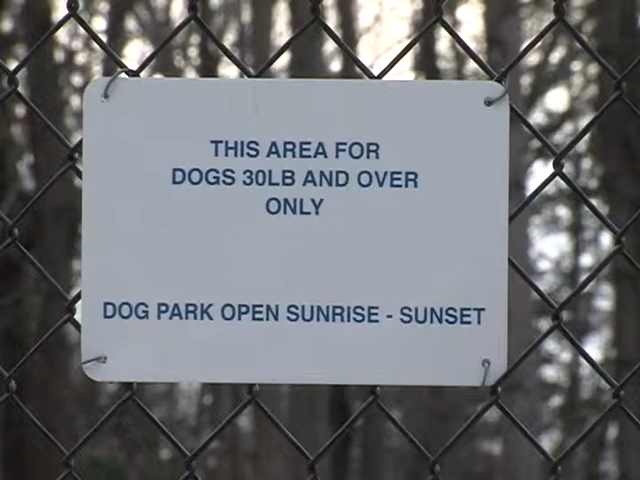 THIS AREA FOR
DOGS 30LB AND OVER
ONLY
DOG PARK OPEN SUNRISE - SUNSET